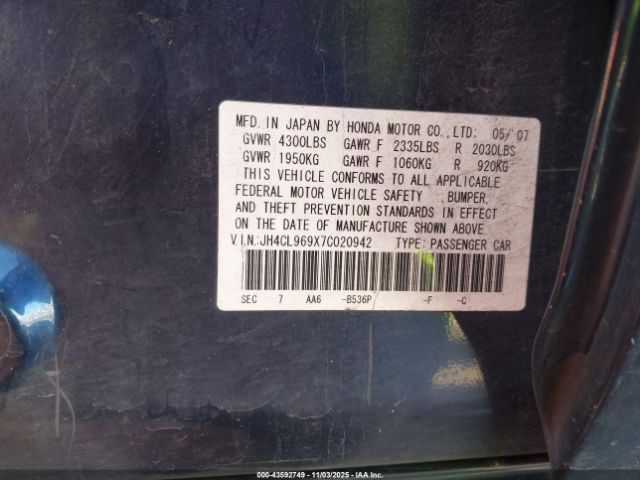 MFD. IN JAPAN BY HONDA MOTOR CO., LTD: 05/'07
GVWR 4300LBS GAWR F 2335LBS R 2030LBS
GVWR 1950KG GAWR F 1060KG R 920KG
THIS VEHICLE CONFORMS TO ALL APPLICABLE
FEDERAL MOTOR VEHICLE SAFETY ,BUMPER,
AND THEFT PREVENTION STANDARDS IN EFFECT
ON THE DATE OF MANUFACTURE SHOWN ABOVE.
V.I.N.:JH4CL969X7C020942 TYPE: PASSENGER CAR
SEC 7 AA6 -B536P -F -C
000-43592749 - 11/03/2025 - IAA Inc.